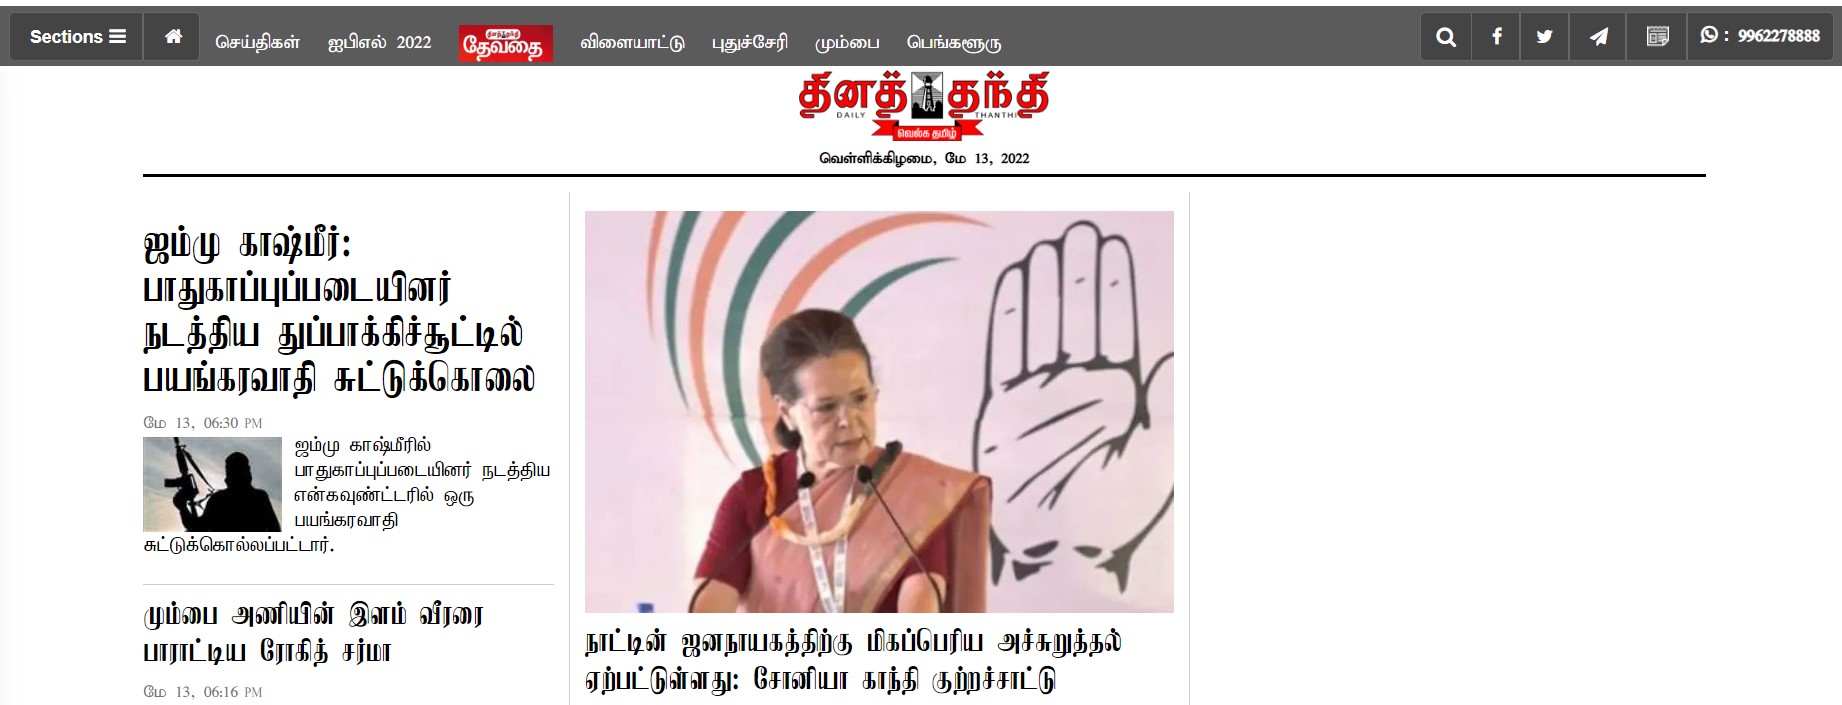 Sections
செய்திகள் ஐபிஎல் 2022 தினத்தந்தி தேவதை விளையாட்டு புதுச்சேரி மும்பை பெங்களூரு
: 9962278888
தினத் தந்தி
DAILY THANTHI
வெல்க தமிழ்
வெள்ளிக்கிழமை, மே 13, 2022
ஜம்மு காஷ்மீர்:
பாதுகாப்புப்படையினர்
நடத்திய துப்பாக்கிச்சூட்டில்
பயங்கரவாதி சுட்டுக்கொலை
மே 13, 06:30 PM
ஜம்மு காஷ்மீரில்
பாதுகாப்புப்படையினர் நடத்திய
என்கவுண்ட்டரில் ஒரு
பயங்கரவாதி
சுட்டுக்கொல்லப்பட்டார்.
மும்பை அணியின் இளம் வீரரை
பாராட்டிய ரோகித் சர்மா
மே 13, 06:16 PM
நாட்டின் ஜனநாயகத்திற்கு மிகப்பெரிய அச்சுறுத்தல்
ஏற்பட்டுள்ளது: சோனியா காந்தி குற்றச்சாட்டு